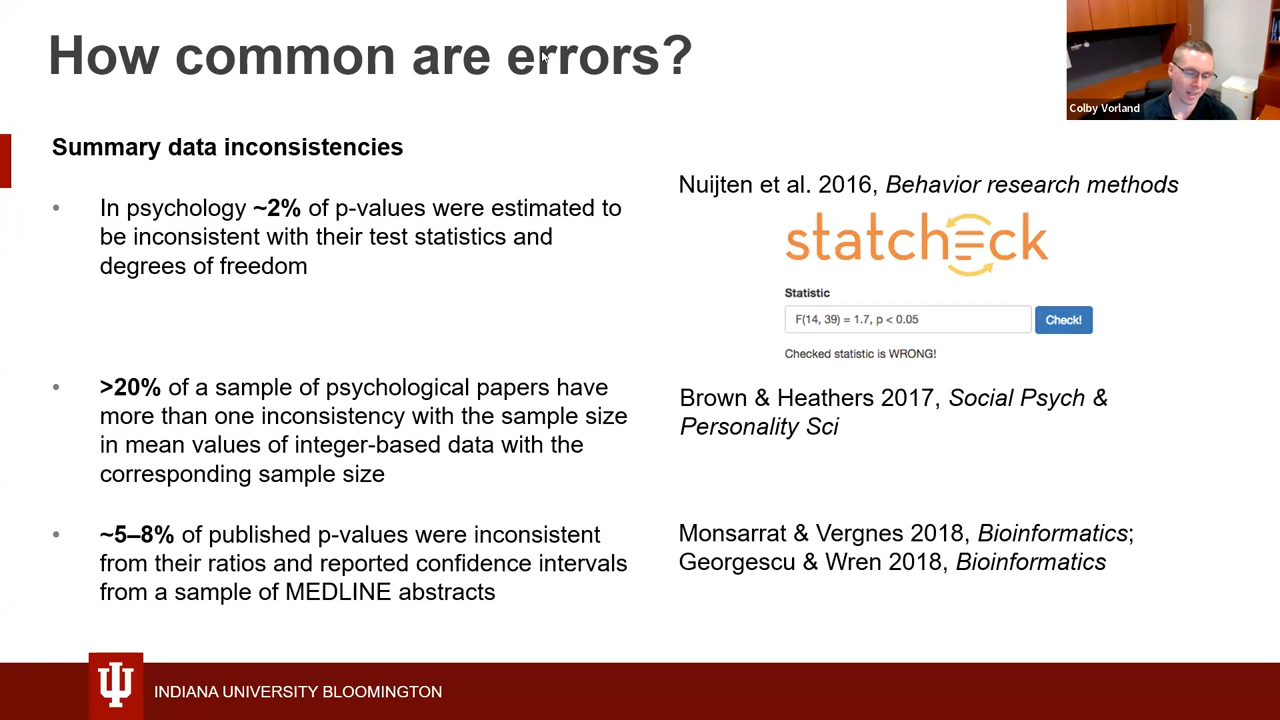 How common are errors?
Colby Vorland
Summary data inconsistencies
• In psychology ~2% of p-values were estimated to
be inconsistent with their test statistics and
degrees of freedom
Nuijten et al. 2016, Behavior research methods
statcheck
Statistic
F(14, 39) = 1.7, p < 0.05
Check!
Checked statistic is WRONG!
• >20% of a sample of psychological papers have
more than one inconsistency with the sample size
in mean values of integer-based data with the
corresponding sample size
Brown & Heathers 2017, Social Psych &
Personality Sci
• ~5–8% of published p-values were inconsistent
from their ratios and reported confidence intervals
from a sample of MEDLINE abstracts
Monsarrat & Vergnes 2018, Bioinformatics;
Georgescu & Wren 2018, Bioinformatics
INDIANA UNIVERSITY BLOOMINGTON